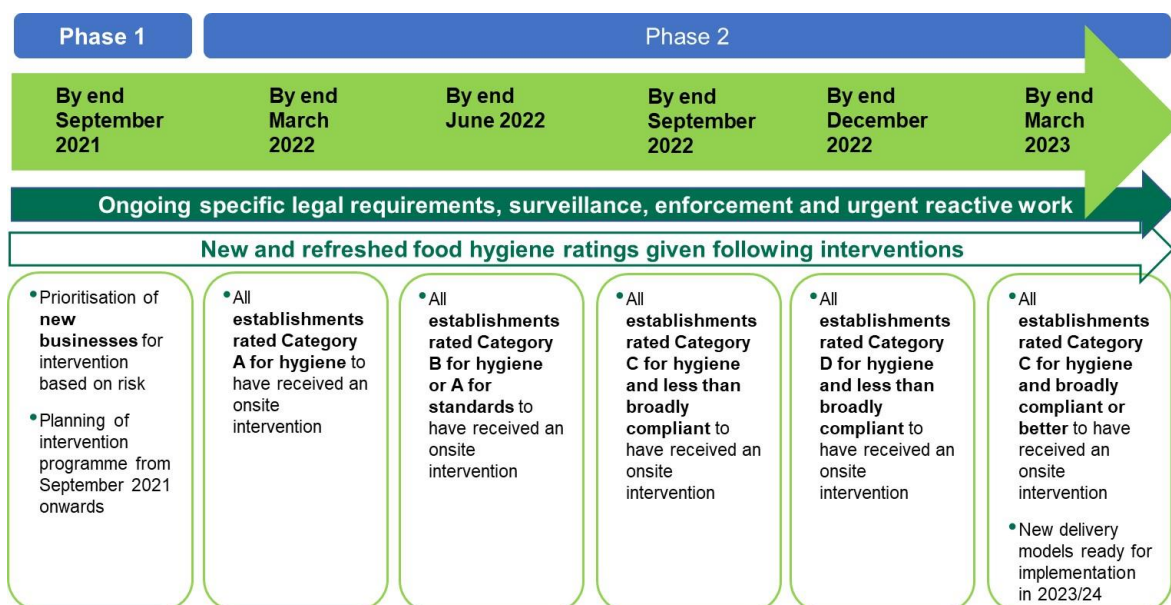 Phase 1
Phase 2
By end
September
2021
By end
March
2022
By end
June 2022
By end
September
2022
By end
December
2022
By end
March
2023
Ongoing specific legal requirements, surveillance, enforcement and urgent reactive work
New and refreshed food hygiene ratings given following interventions
•Prioritisation of
new
businesses for
intervention
based on risk
•Planning of
intervention
programme from
September 2021
onwards
•All
establishments
rated Category
A for hygiene to
have received an
onsite
intervention
•All
establishments
rated Category
B for hygiene
or A for
standards to
have received an
onsite
intervention
•All
establishments
rated Category
C for hygiene
and less than
broadly
compliant to
have received an
onsite
intervention
•All
establishments
rated Category
D for hygiene
and less than
broadly
compliant to
have received an
onsite
intervention
•All
establishments
rated Category
C for hygiene
and broadly
compliant or
better to have
received an
onsite
intervention
•New delivery
models ready for
implementation
in 2023/24